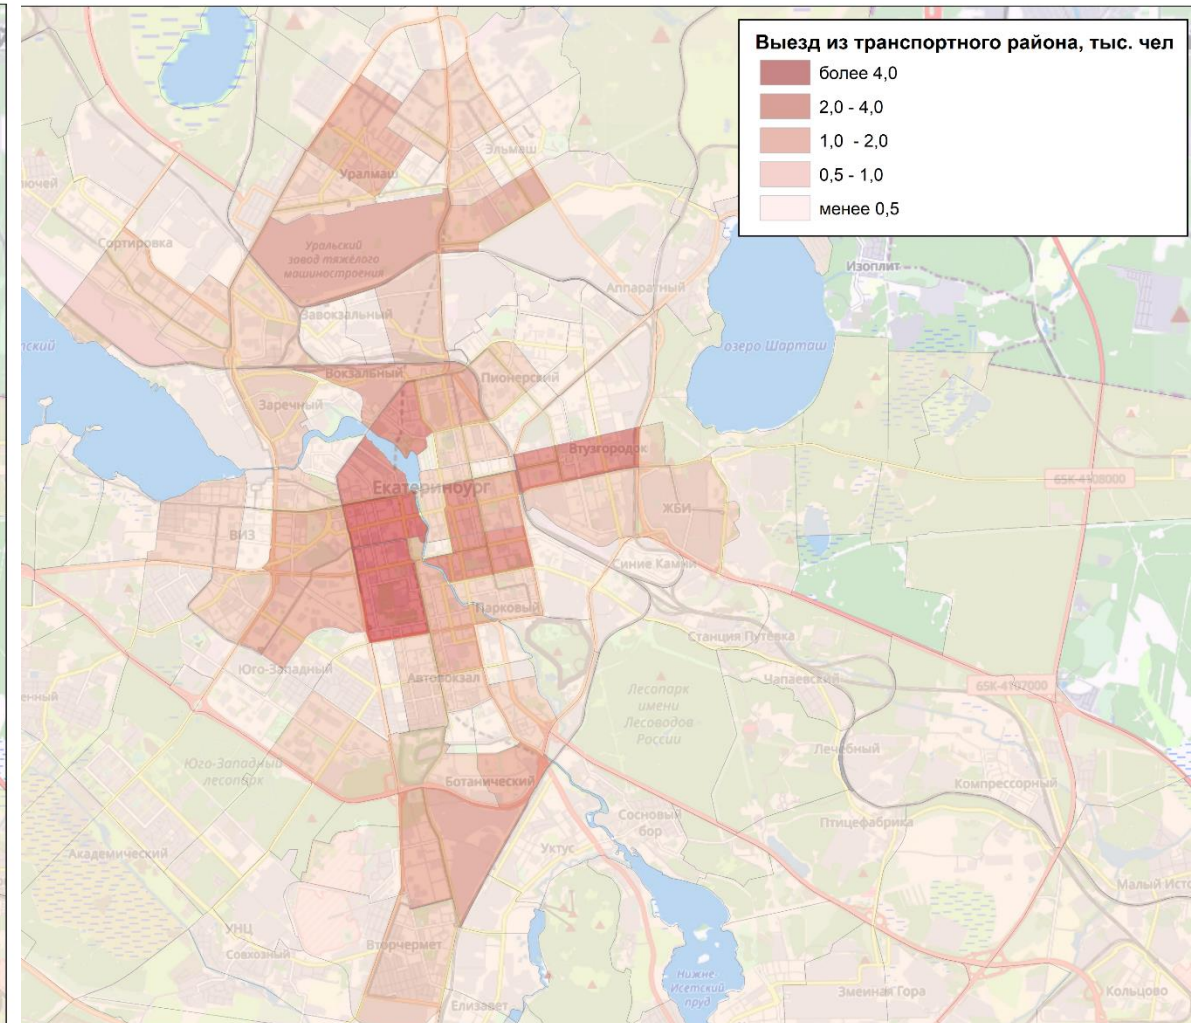 Выезд из транспортного района, тыс. чел
более 4,0
2,0 - 4,0
1,0 - 2,0
0,5 - 1,0
менее 0,5
Эльмаш
Уралмаш
Сортировка
Уральский
завод тяжёлого
машиностроения
Изоплит
Аппаратный
Завокзальный
озеро Шарташ
Вокзальный
Пионерский
Заречный
Втузгородок
Екатеринбург
65К-4108000
ЖБИ
ВИЗ
Синие Камни
Парковый
Станция Путёвка
Юго-Западный
Автовокзал
Чапаевский
65К-4107000
Лесопарк
имени
Лесоводов
России
Лечебный
Юго-Западный
лесопарк
Ботанический
Компрессорный
Сосновый
бор
Птицефабрика
Уктус
Академический
Малый Исто
УНЦ
Совхозный
Вторчермет
Нижне-
Исетский
пруд
Змеиная Гора
Кольцово
Елизавет